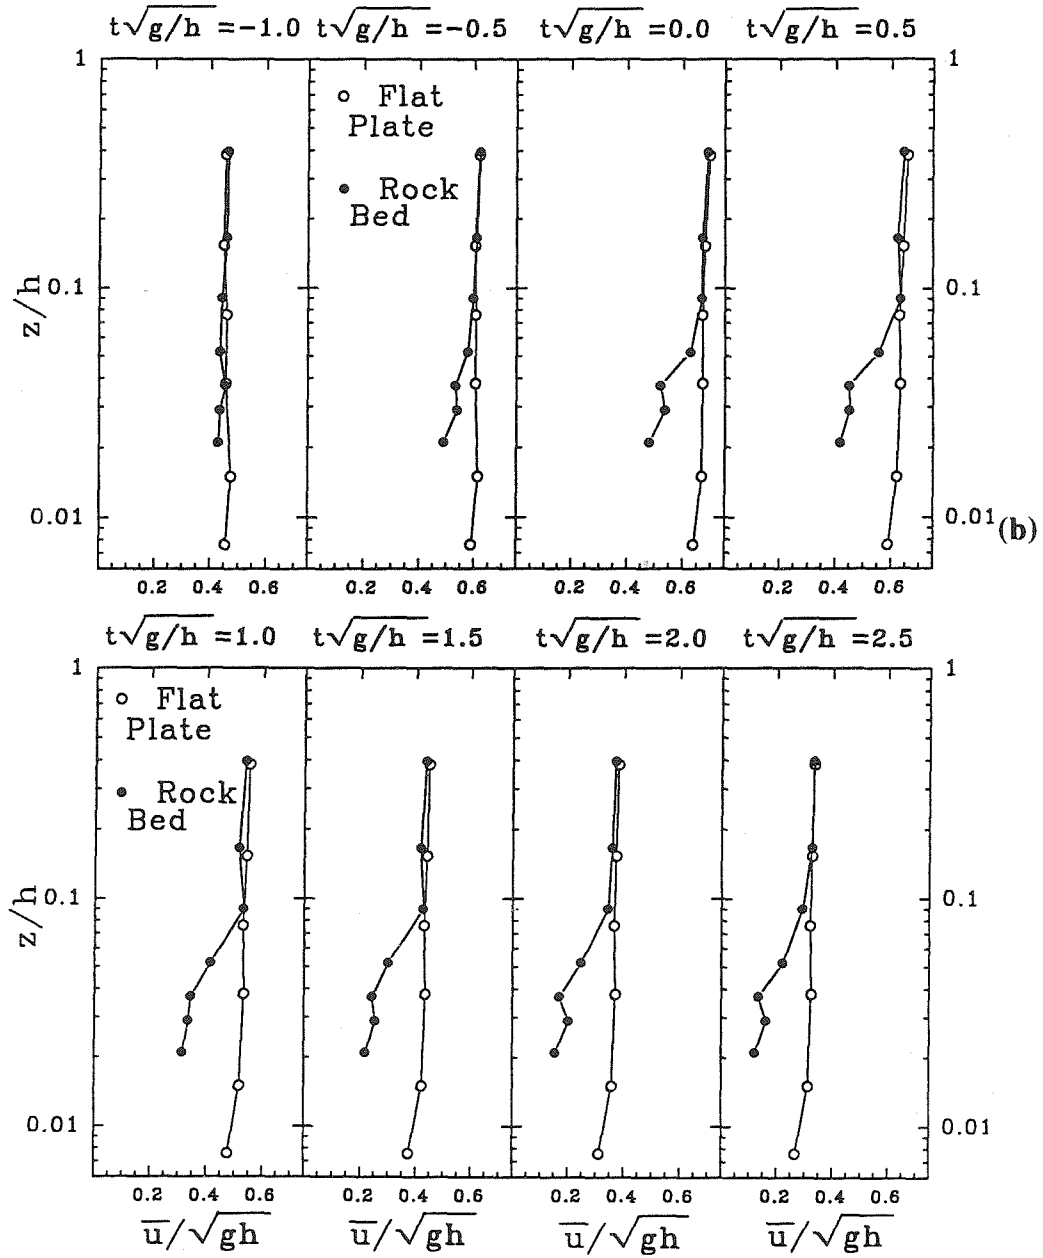 t√g/h =−1.0 t√g/h =−0.5 t√g/h =0.0 t√g/h =0.5
1 1
○ Flat
Plate
● Rock
Bed
z/h
0.1 0.1
0.01 0.01 (b)
0.2 0.4 0.6 0.2 0.4 0.6 0.2 0.4 0.6 0.2 0.4 0.6
t√g/h =1.0 t√g/h =1.5 t√g/h =2.0 t√g/h =2.5
1 1
○ Flat
Plate
● Rock
Bed
z/h
0.1 0.1
0.01 0.01
0.2 0.4 0.6 0.2 0.4 0.6 0.2 0.4 0.6 0.2 0.4 0.6
u̅/√gh u̅/√gh u̅/√gh u̅/√gh